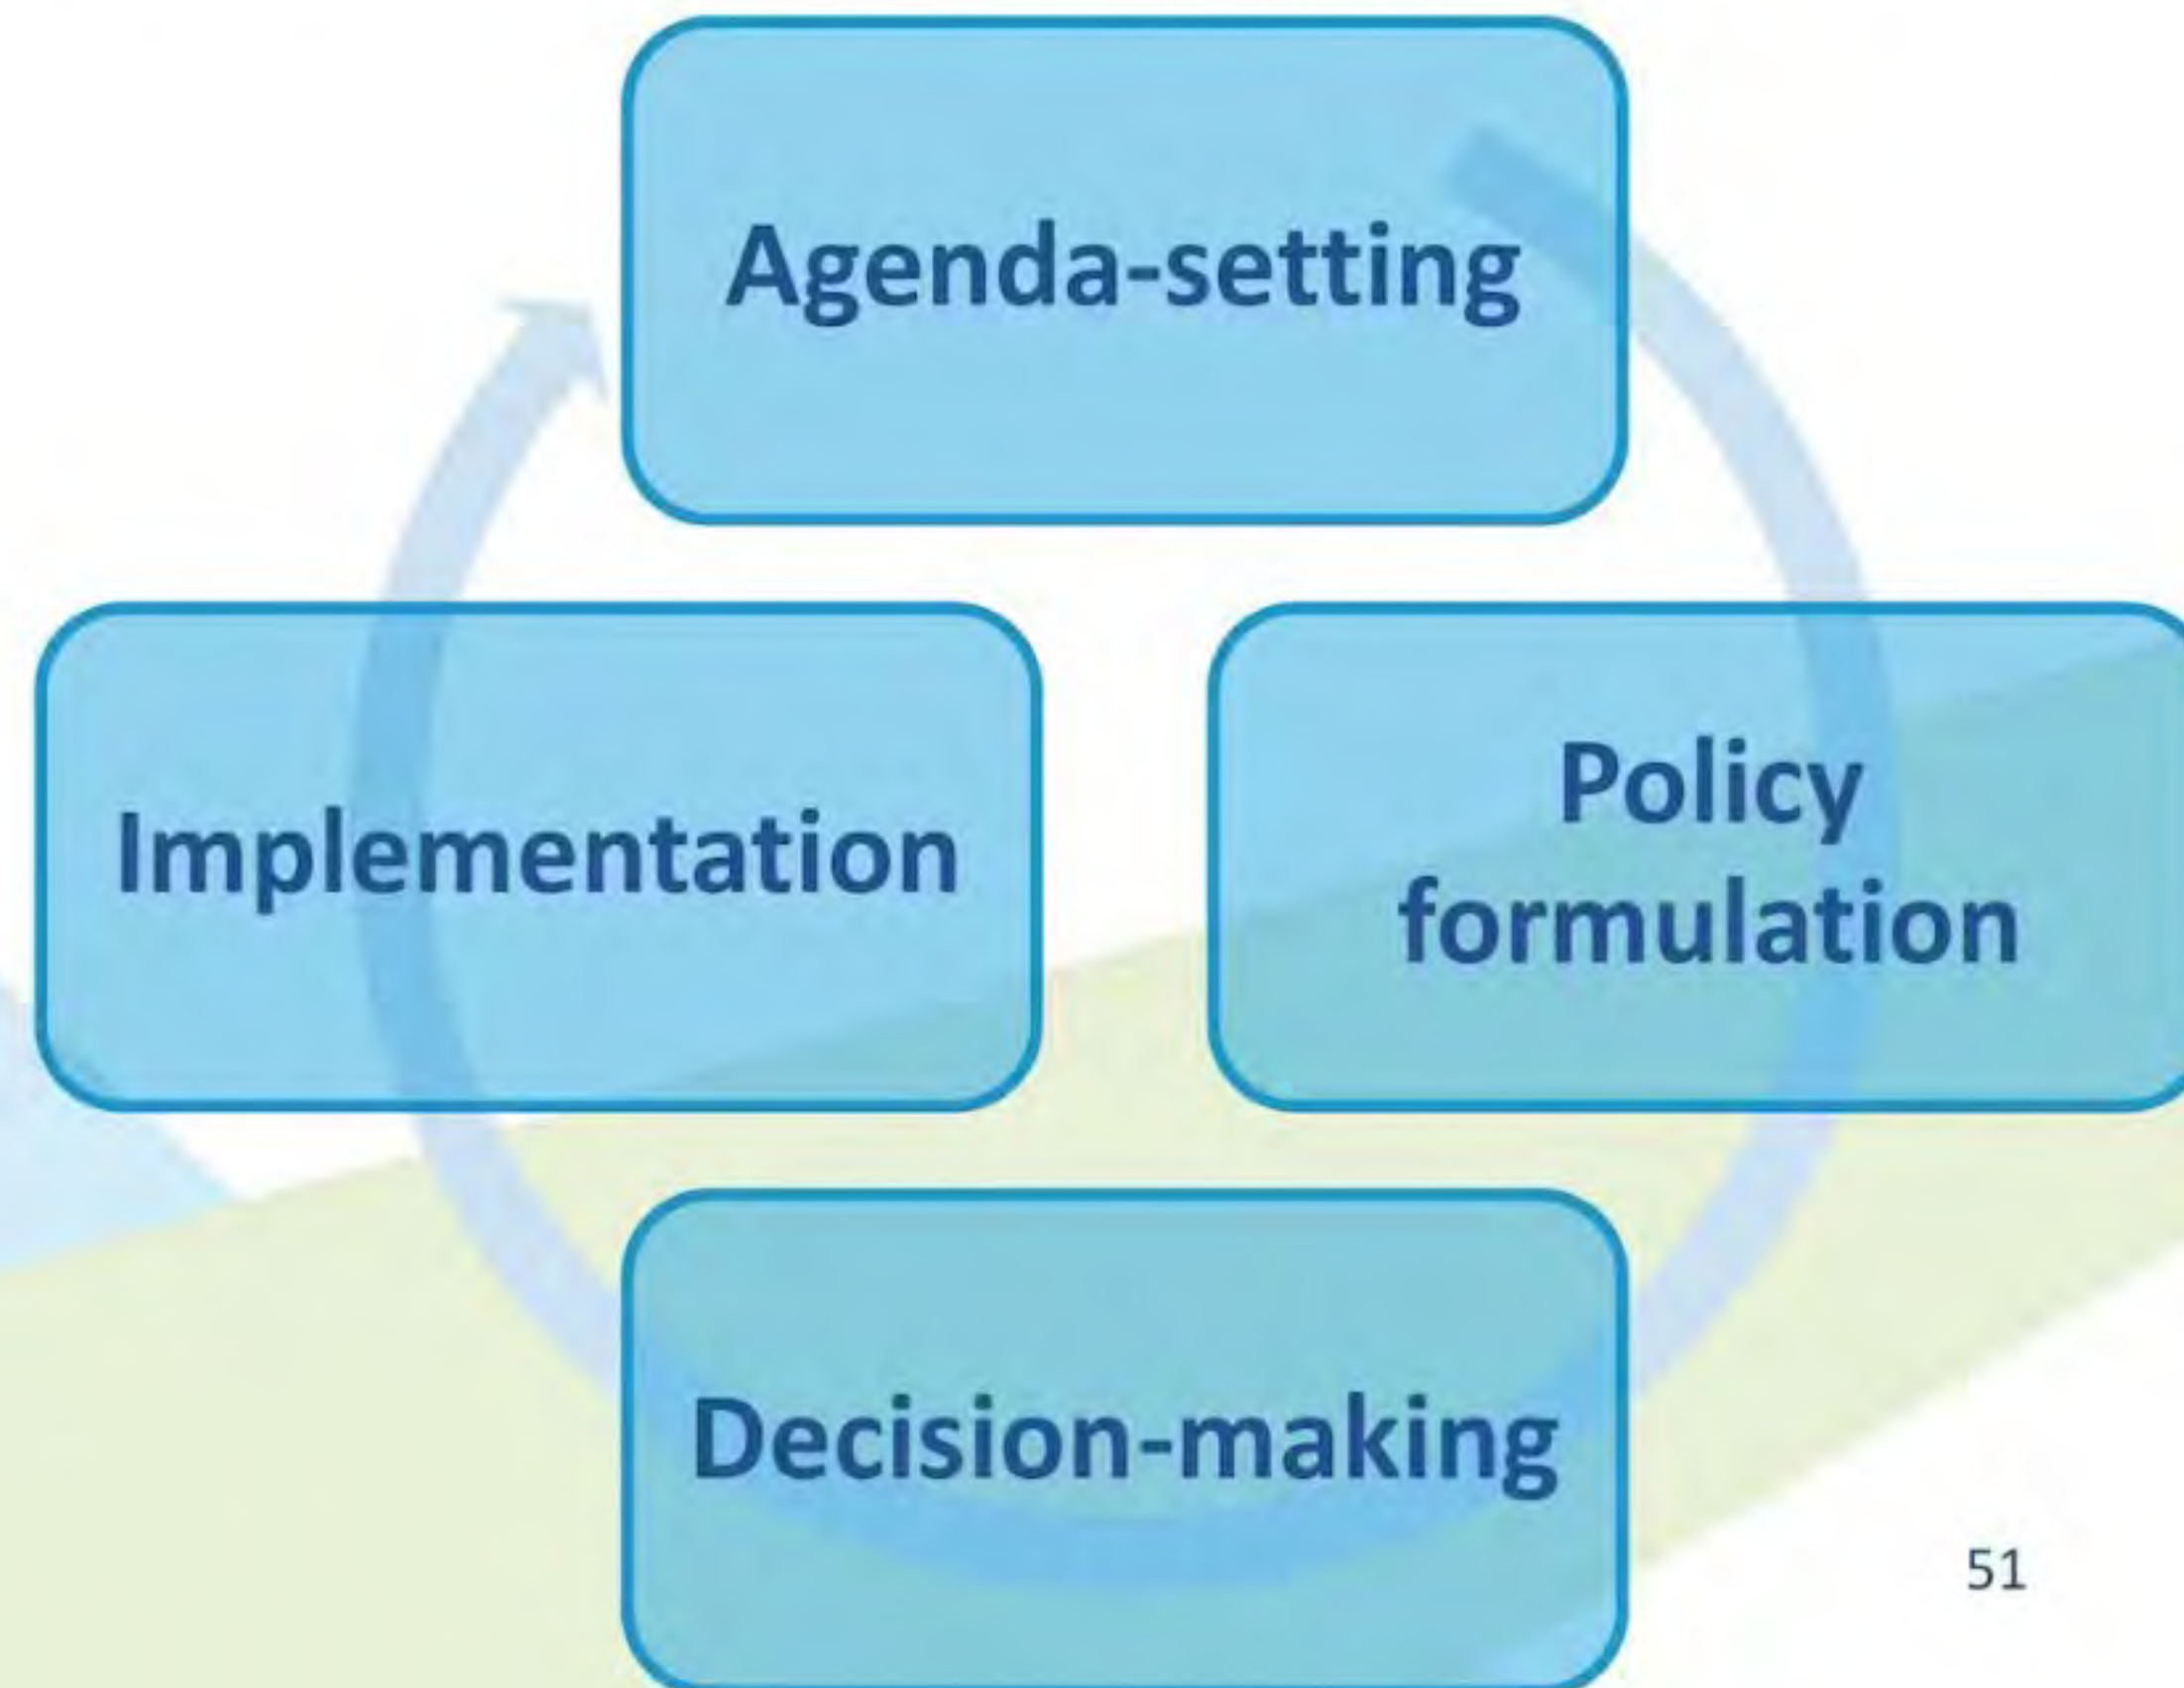 Agenda-setting
Implementation
Policy
formulation
Decision-making
51